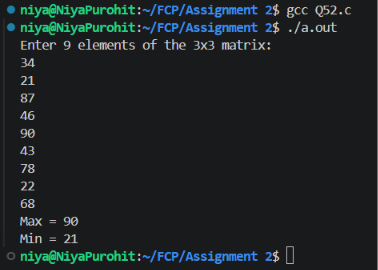 niya@NiyaPurohit:~/FCP/Assignment 2$ gcc Q52.c
niya@NiyaPurohit:~/FCP/Assignment 2$ ./a.out
Enter 9 elements of the 3x3 matrix:
34
21
87
46
90
43
78
22
68
Max = 90
Min = 21
niya@NiyaPurohit:~/FCP/Assignment 2$